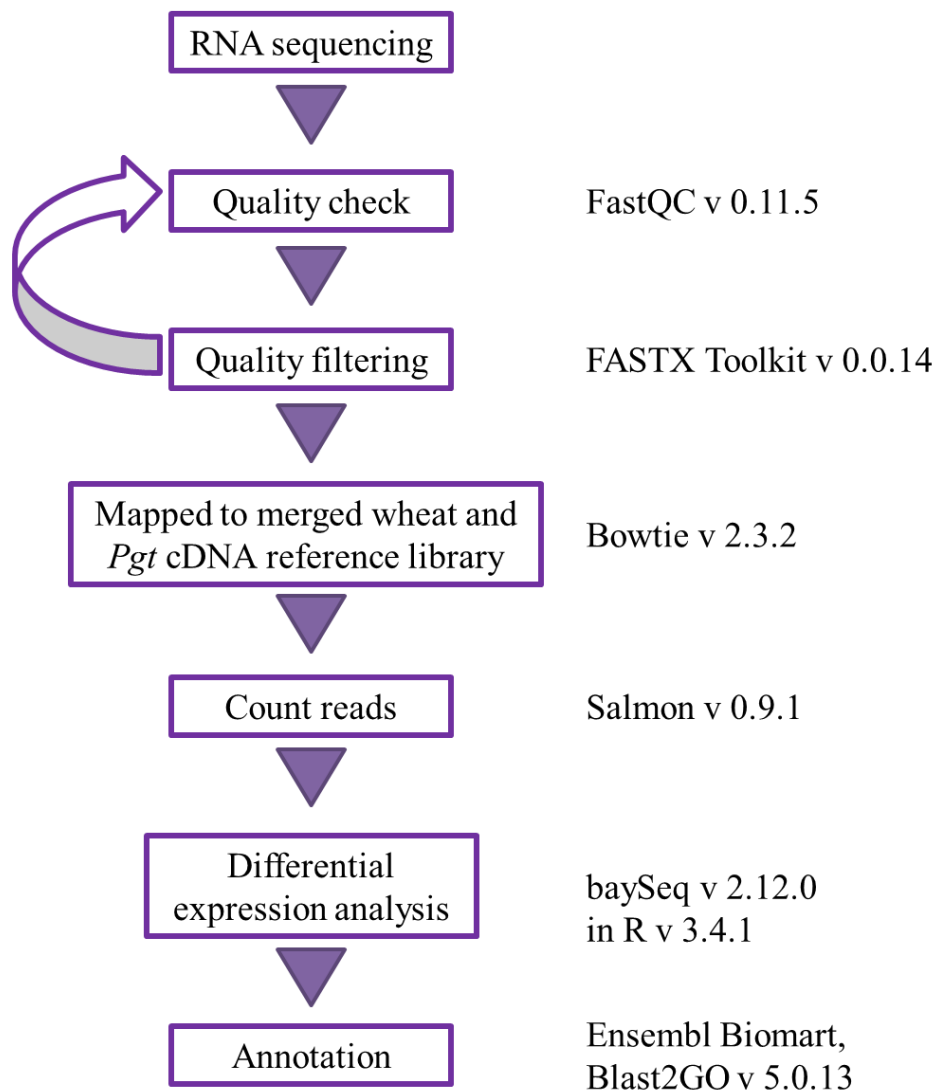 RNA sequencing
Quality check
FastQC v 0.11.5
Quality filtering
FASTX Toolkit v 0.0.14
Mapped to merged wheat and
Pgt cDNA reference library
Bowtie v 2.3.2
Count reads
Salmon v 0.9.1
Differential
expression analysis
baySeq v 2.12.0
in R v 3.4.1
Annotation
Ensembl Biomart,
Blast2GO v 5.0.13